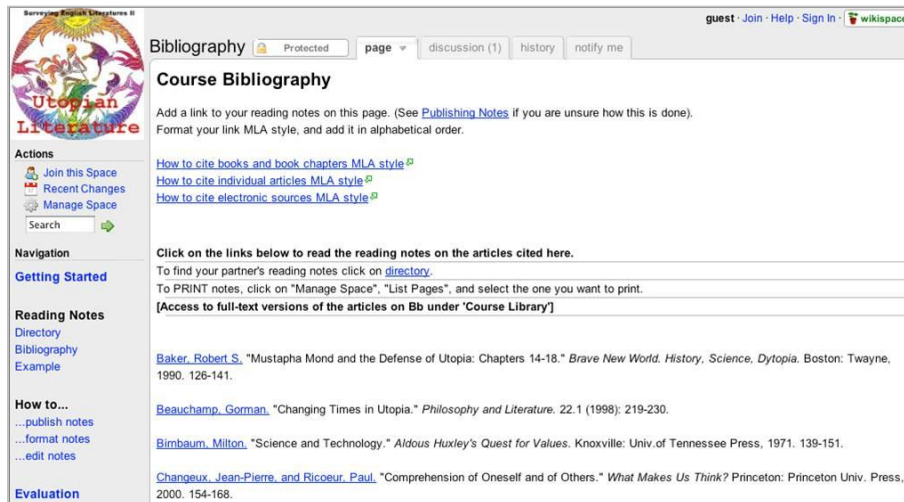 Surveying English Literatures II
Utopian
Literature
guest · Join · Help · Sign In · wikispace
Bibliography Protected page discussion (1) history notify me
Course Bibliography
Add a link to your reading notes on this page. (See Publishing Notes if you are unsure how this is done).
Format your link MLA style, and add it in alphabetical order.
How to cite books and book chapters MLA style
How to cite individual articles MLA style
How to cite electronic sources MLA style
Click on the links below to read the reading notes on the articles cited here.
To find your partner's reading notes click on directory.
To PRINT notes, click on "Manage Space", "List Pages", and select the one you want to print.
[Access to full-text versions of the articles on Bb under 'Course Library']
Baker, Robert S. "Mustapha Mond and the Defense of Utopia: Chapters 14-18." Brave New World. History, Science, Dytopia. Boston: Twayne,
1990. 126-141.
Beauchamp, Gorman. "Changing Times in Utopia." Philosophy and Literature. 22.1 (1998): 219-230.
Birnbaum, Milton. "Science and Technology." Aldous Huxley's Quest for Values. Knoxville: Univ.of Tennessee Press, 1971. 139-151.
Changeux, Jean-Pierre, and Ricoeur, Paul. "Comprehension of Oneself and of Others." What Makes Us Think? Princeton: Princeton Univ. Press,
2000. 154-168.
Actions
Join this Space
Recent Changes
Manage Space
Search
Navigation
Getting Started
Reading Notes
Directory
Bibliography
Example
How to...
...publish notes
...format notes
...edit notes
Evaluation